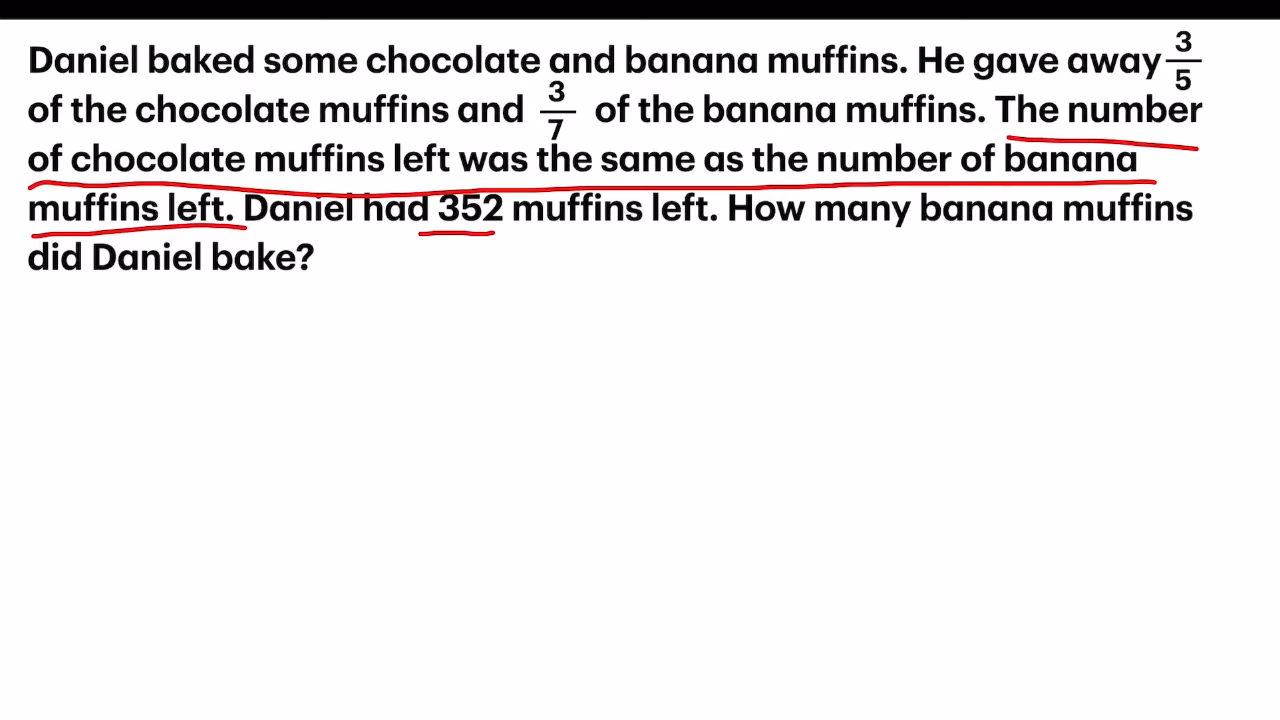 Daniel baked some chocolate and banana muffins. He gave away 3/5
of the chocolate muffins and 3/7 of the banana muffins. The number
of chocolate muffins left was the same as the number of banana
muffins left. Daniel had 352 muffins left. How many banana muffins
did Daniel bake?